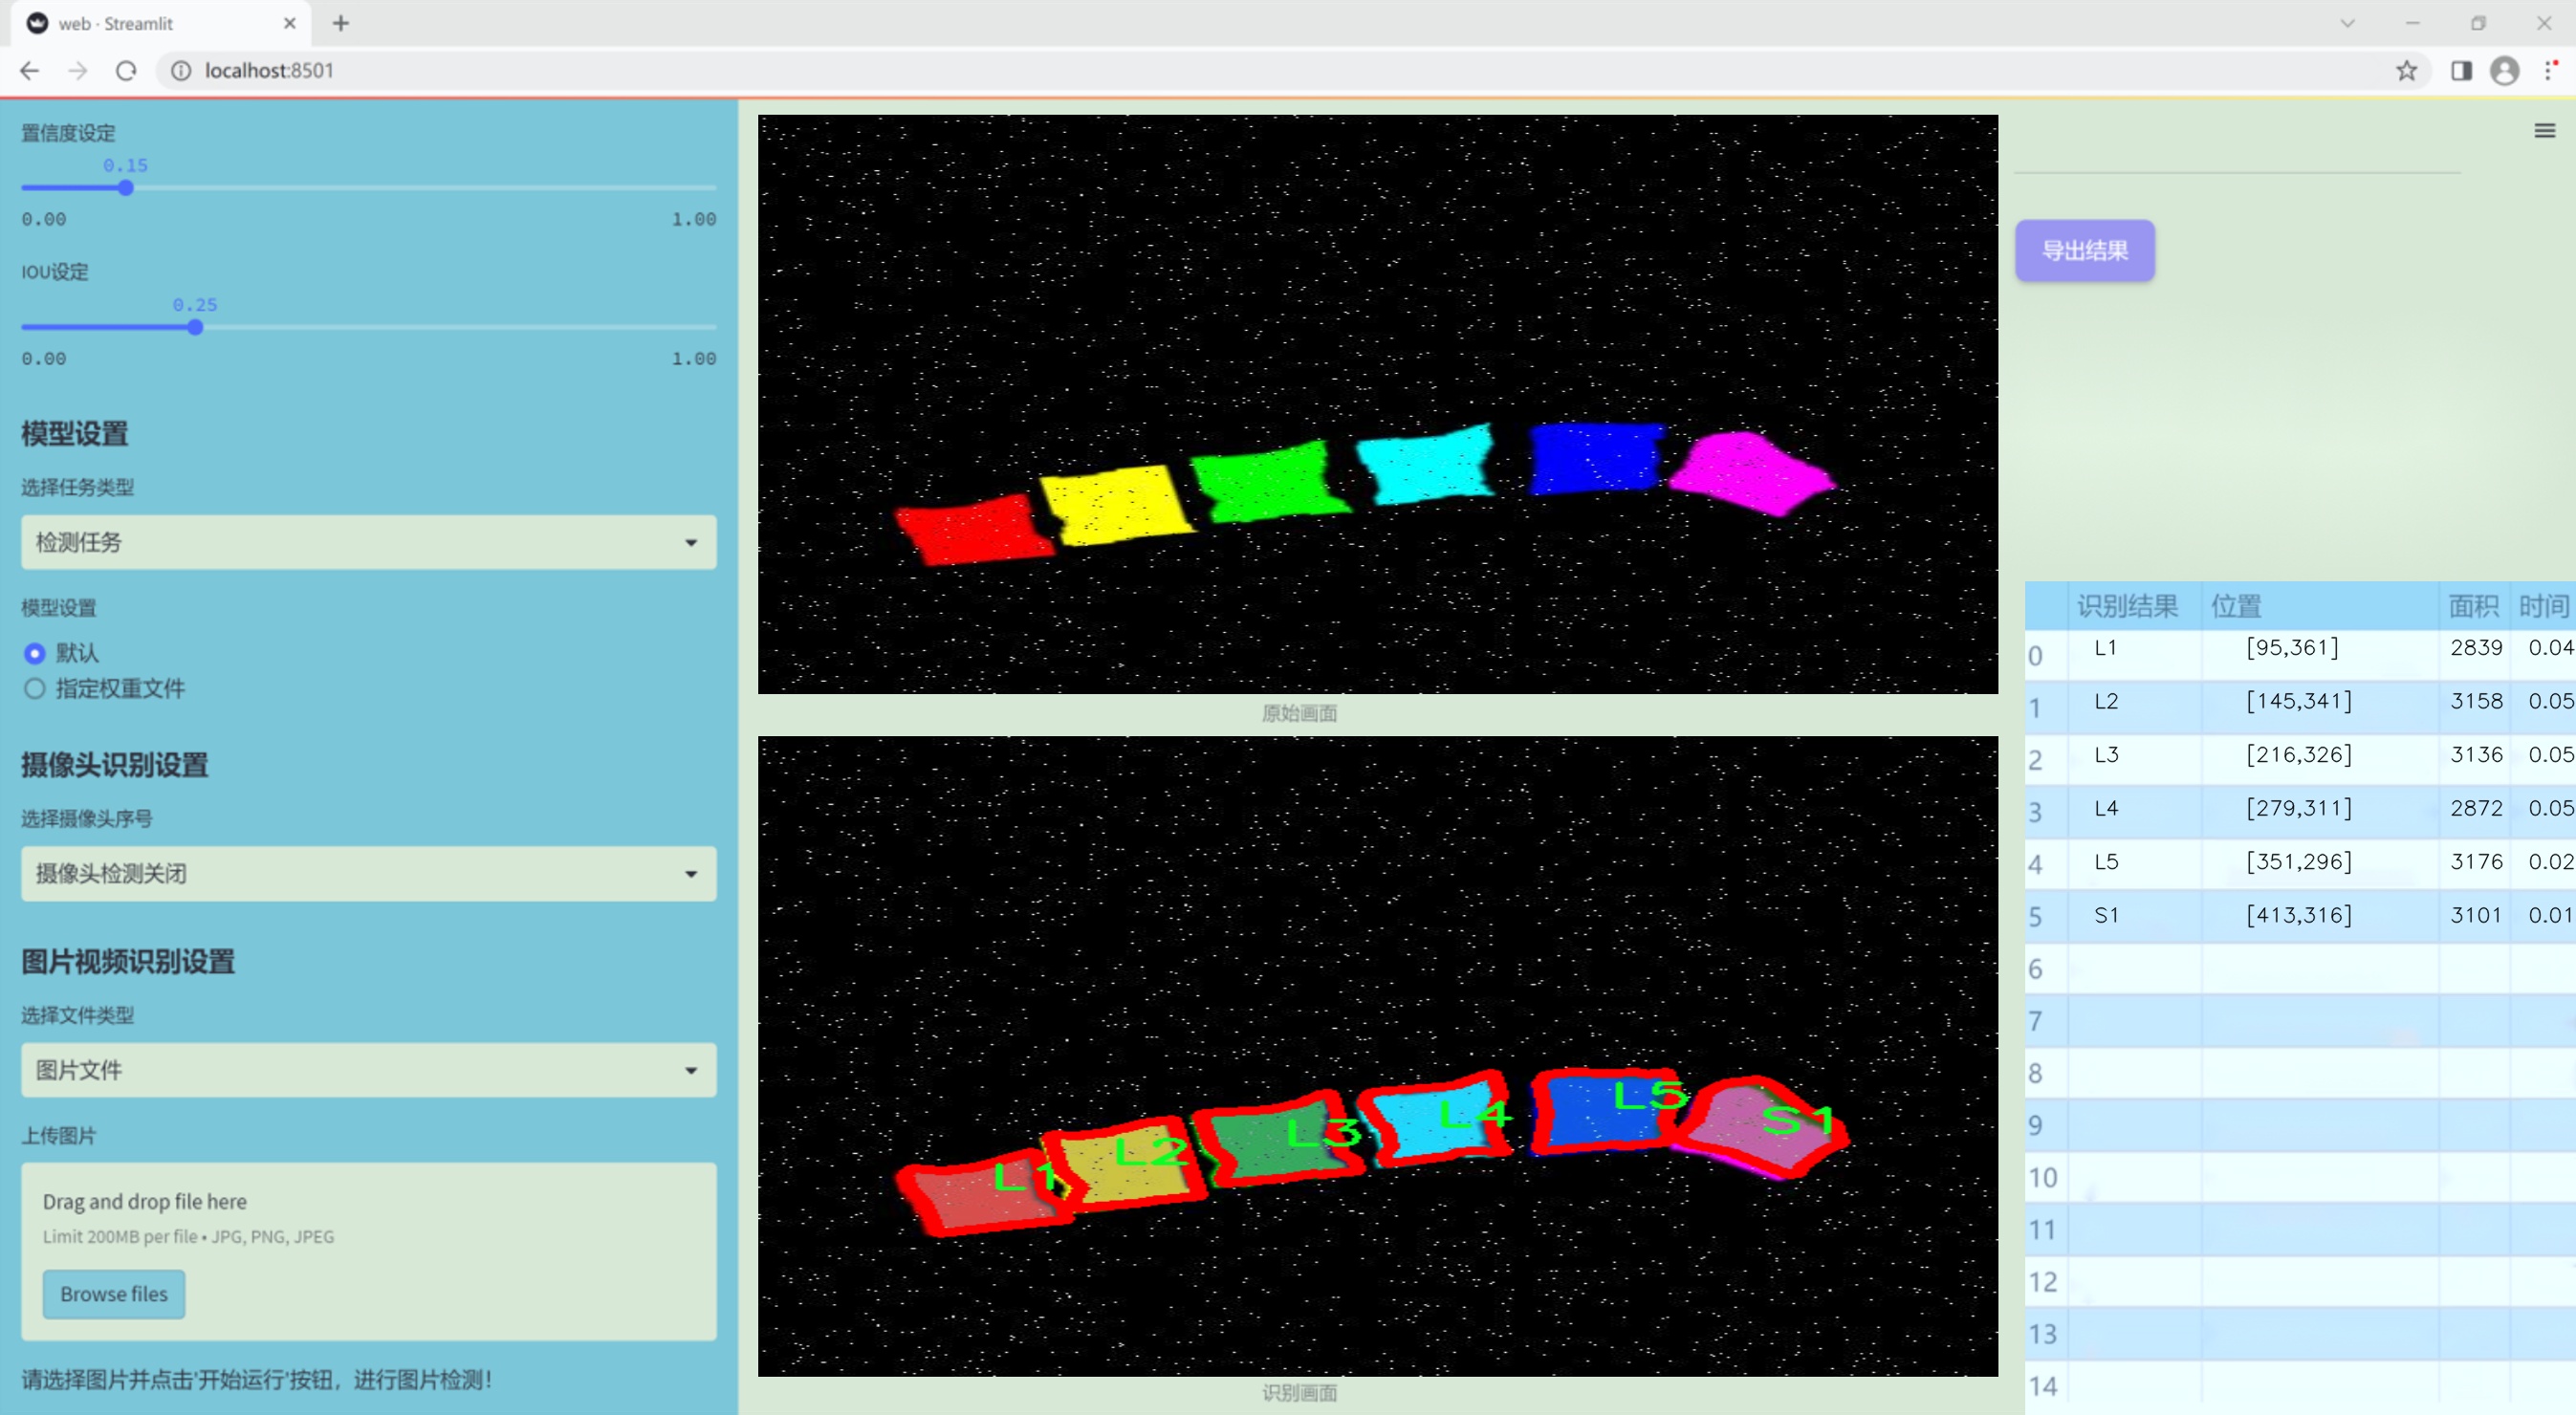 web · Streamlit
localhost:8501
置信度设定
0.15
0.00 1.00
IOU设定
0.25
0.00 1.00
模型设置
选择任务类型
检测任务
模型设置
默认
指定权重文件
摄像头识别设置
选择摄像头序号
摄像头检测关闭
图片视频识别设置
选择文件类型
图片文件
上传图片
Drag and drop file here
Limit 200MB per file • JPG, PNG, JPEG
Browse files
请选择图片并点击'开始运行'按钮，进行图片检测！
原始画面
L1 L2 L3 L4 L5 S1
识别画面
导出结果
识别结果 位置 面积 时间
0 L1 [95,361] 2839 0.04
1 L2 [145,341] 3158 0.05
2 L3 [216,326] 3136 0.05
3 L4 [279,311] 2872 0.05
4 L5 [351,296] 3176 0.02
5 S1 [413,316] 3101 0.01
6
7
8
9
10
11
12
13
14